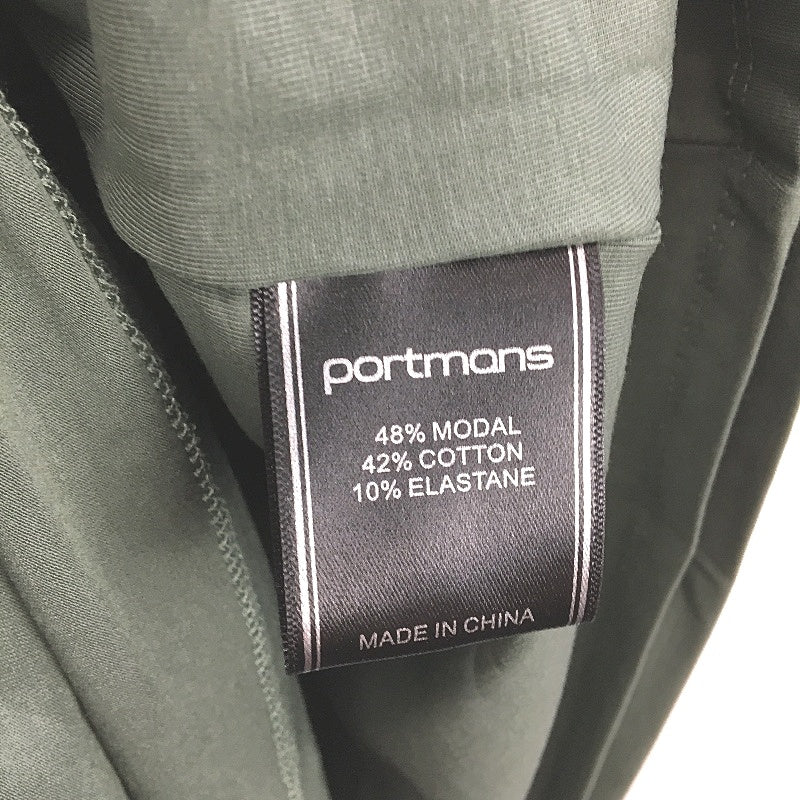 portmans
48% MODAL
42% COTTON
10% ELASTANE
MADE IN CHINA